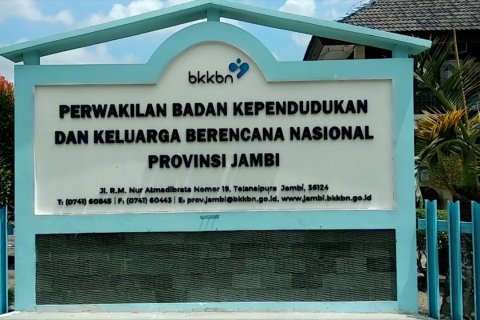 bkkbn
PERWAKILAN BADAN KEPENDUDUKAN
DAN KELUARGA BERENCANA NASIONAL
PROVINSI JAMBI
Jl. R.M. Nur Atmadibrata Nomor 19, Telanaipura Jambi, 36124
T: (0741) 60845 | F: (0741) 60443 | E: prov.jambi@bkkbn.go.id, www.jambi.bkkbn.go.id